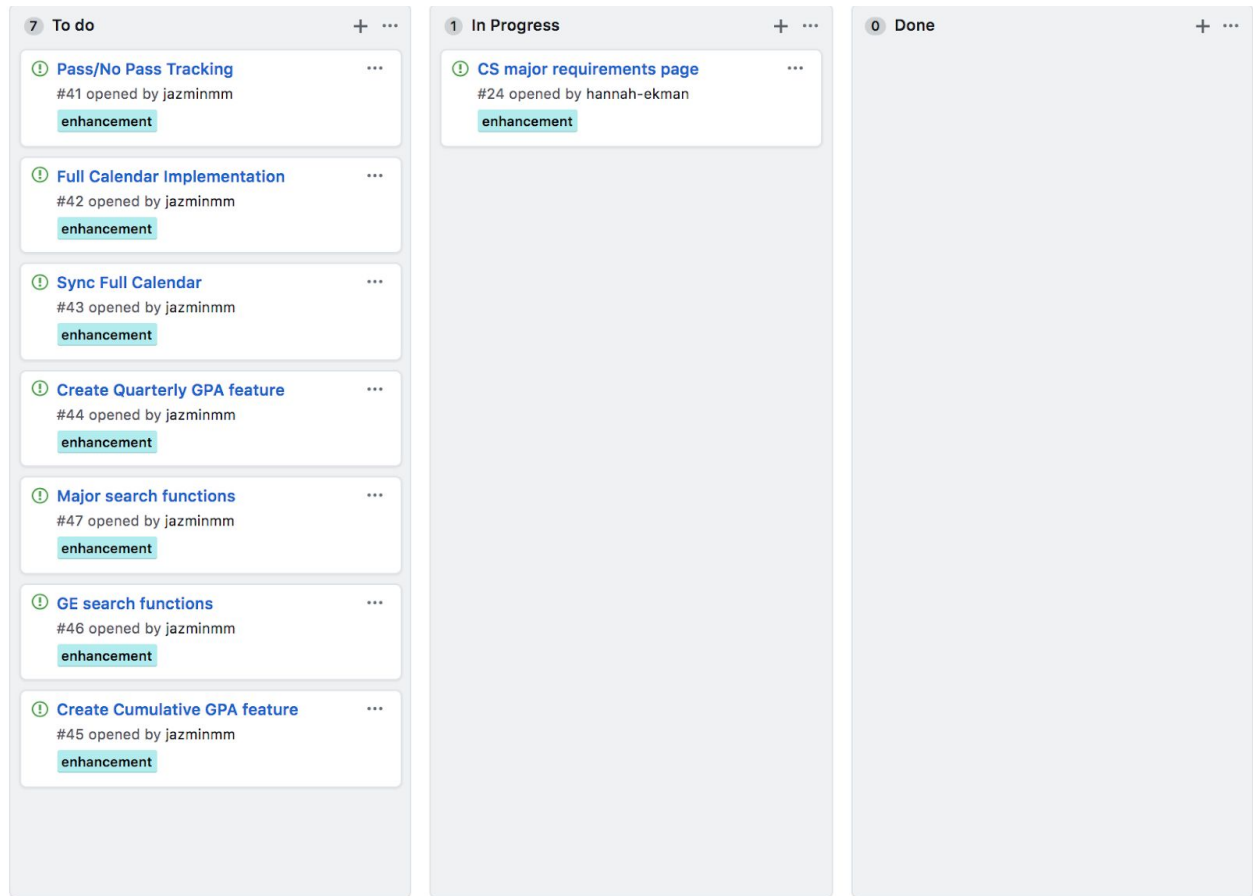 7 To do
Pass/No Pass Tracking
#41 opened by jazminmm
enhancement
Full Calendar Implementation
#42 opened by jazminmm
enhancement
Sync Full Calendar
#43 opened by jazminmm
enhancement
Create Quarterly GPA feature
#44 opened by jazminmm
enhancement
Major search functions
#47 opened by jazminmm
enhancement
GE search functions
#46 opened by jazminmm
enhancement
Create Cumulative GPA feature
#45 opened by jazminmm
enhancement
1 In Progress
CS major requirements page
#24 opened by hannah-ekman
enhancement
0 Done